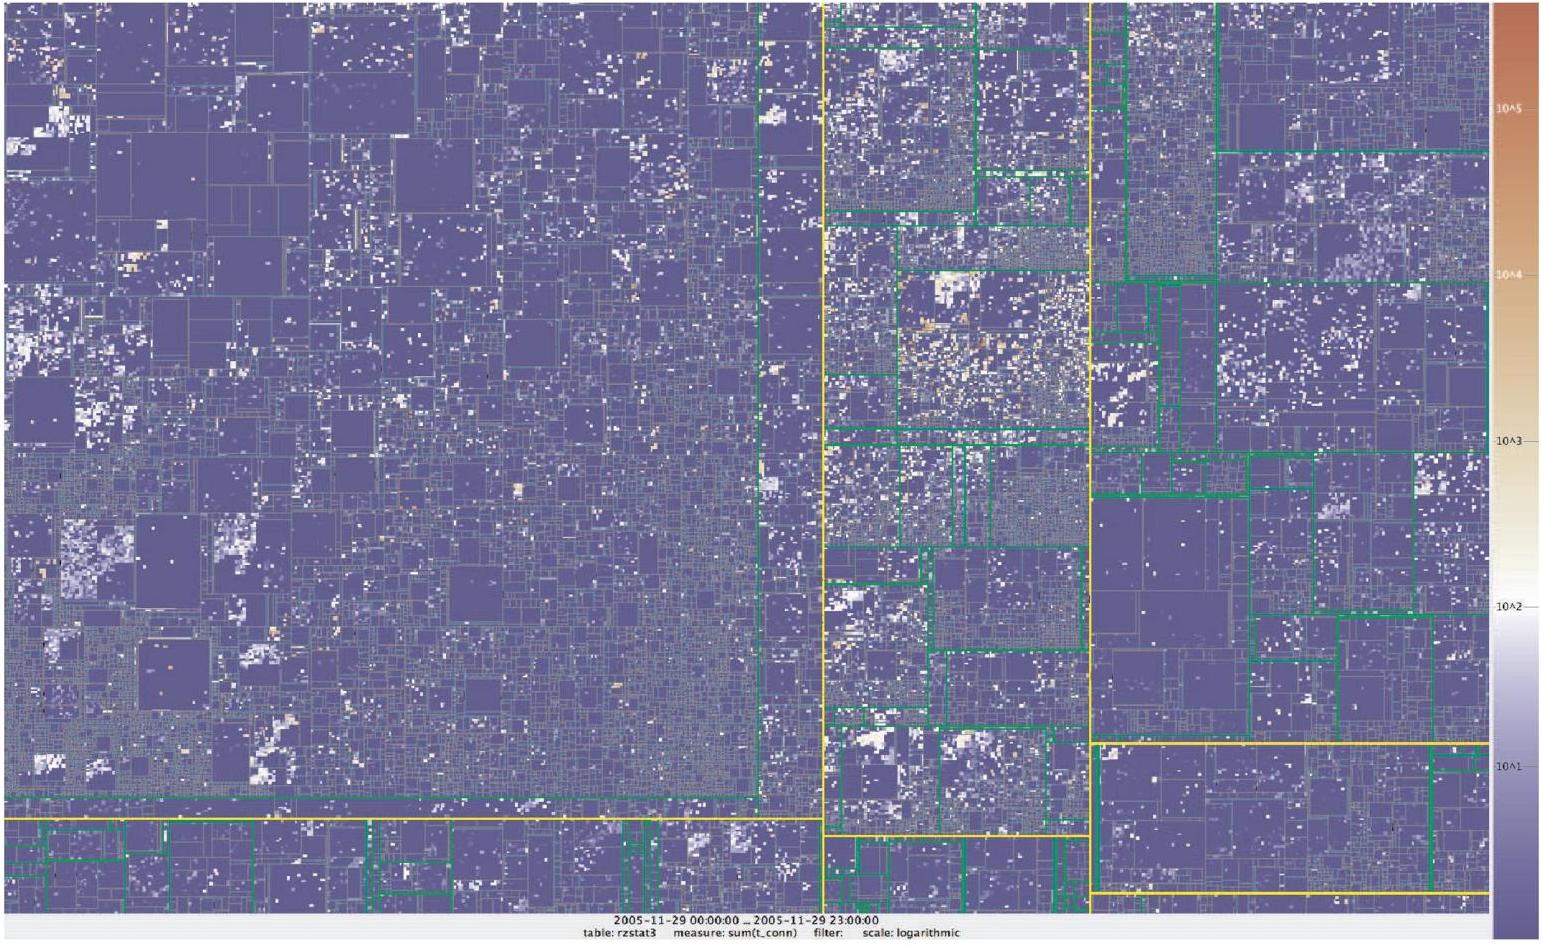 10^5
10^4
10^3
10^2
10^1
2005-11-29 00:00:00 ... 2005-11-29 23:00:00
table: rzstat3 measure: sum(t_conn) filter: scale: logarithmic